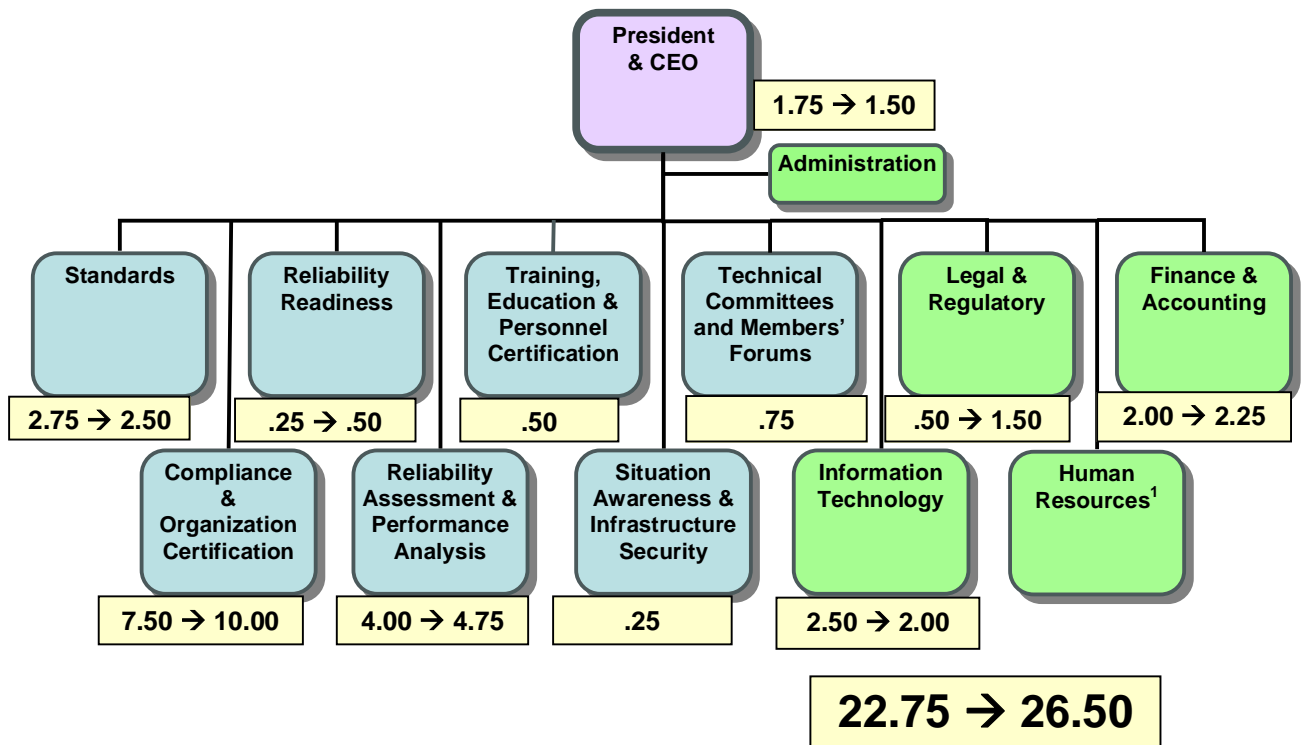 President
& CEO
1.75 → 1.50
Administration
Standards
2.75 → 2.50
Reliability
Readiness
.25 → .50
Training,
Education &
Personnel
Certification
.50
Technical
Committees
and Members’
Forums
.75
Legal &
Regulatory
.50 → 1.50
Finance &
Accounting
2.00 → 2.25
Compliance
&
Organization
Certification
7.50 → 10.00
Reliability
Assessment &
Performance
Analysis
4.00 → 4.75
Situation
Awareness &
Infrastructure
Security
.25
Information
Technology
2.50 → 2.00
Human
Resources¹
22.75 → 26.50